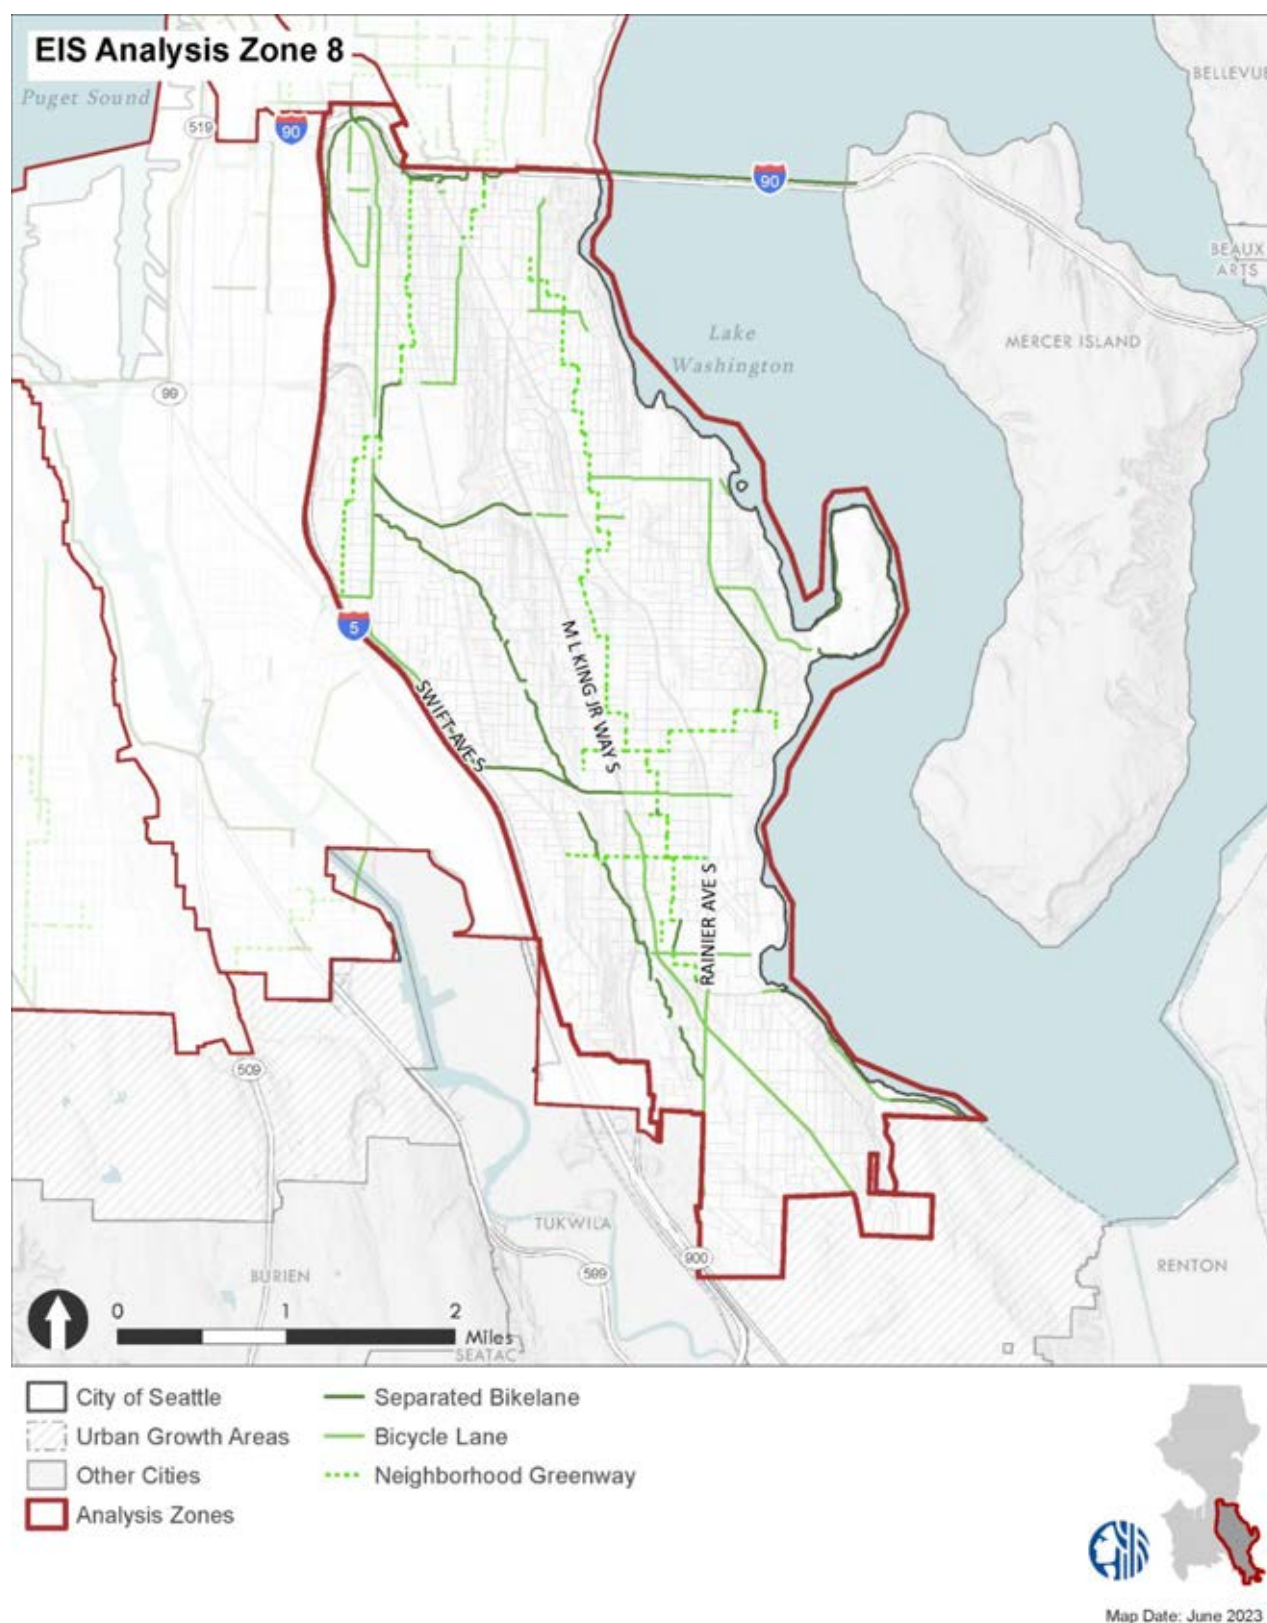 EIS Analysis Zone 8
Puget Sound
BELLEVUE
519
90
90
BEAUX
ARTS
Lake
Washington
MERCER ISLAND
99
5
M L KING JR WAY S
SWIFT AVE S
RAINIER AVE S
509
TUKWILA
900
599
BURIEN
RENTON
0 1 2
Miles
SEATAC
City of Seattle
Urban Growth Areas
Other Cities
Analysis Zones
Separated Bikelane
Bicycle Lane
Neighborhood Greenway
Map Date: June 2023